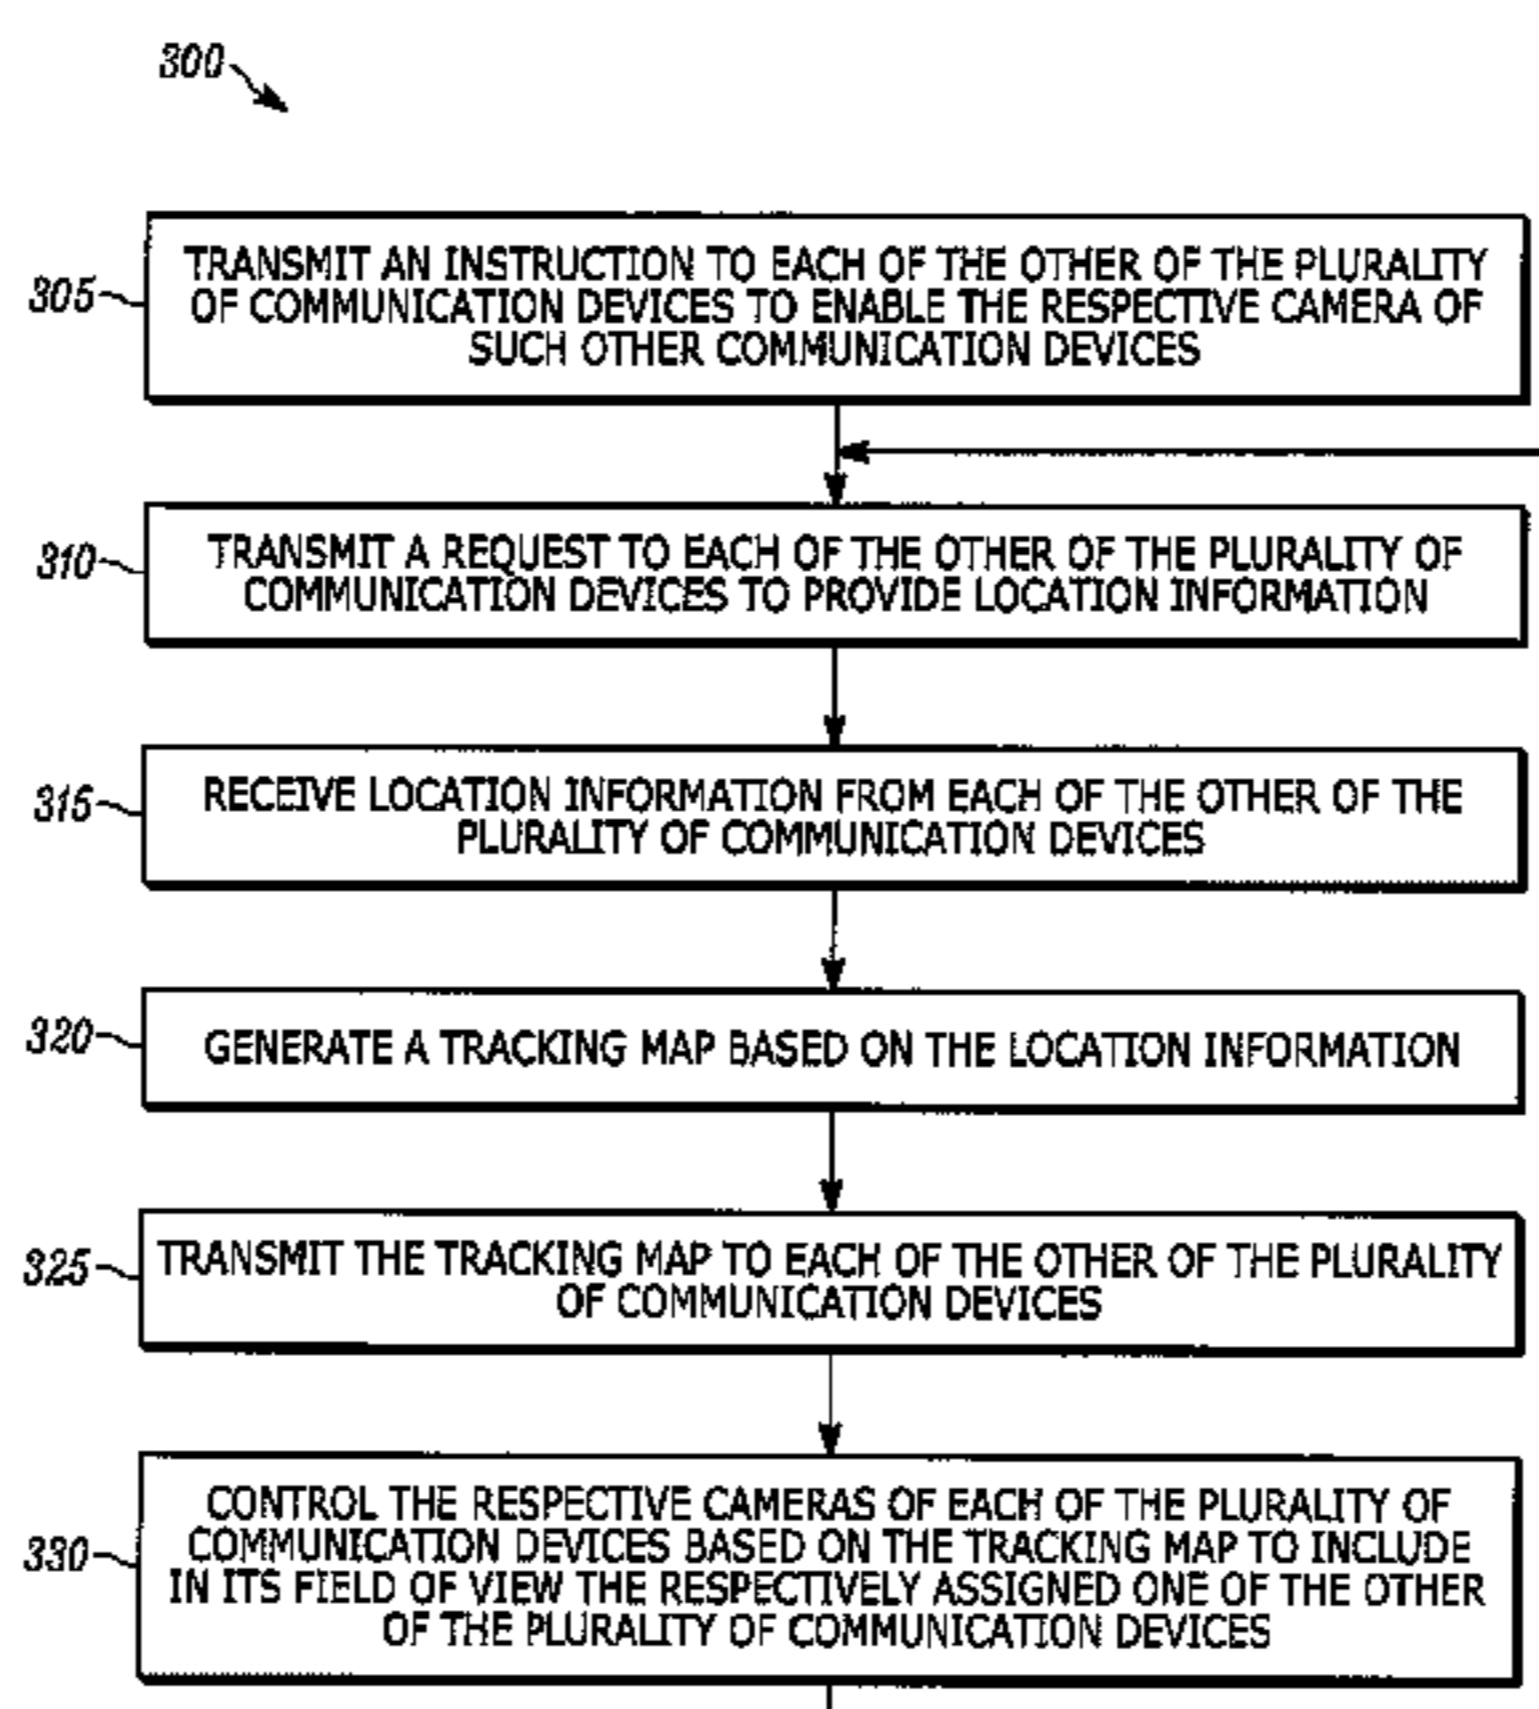 300
305
TRANSMIT AN INSTRUCTION TO EACH OF THE OTHER OF THE PLURALITY
OF COMMUNICATION DEVICES TO ENABLE THE RESPECTIVE CAMERA OF
SUCH OTHER COMMUNICATION DEVICES
310
TRANSMIT A REQUEST TO EACH OF THE OTHER OF THE PLURALITY OF
COMMUNICATION DEVICES TO PROVIDE LOCATION INFORMATION
315
RECEIVE LOCATION INFORMATION FROM EACH OF THE OTHER OF THE
PLURALITY OF COMMUNICATION DEVICES
320
GENERATE A TRACKING MAP BASED ON THE LOCATION INFORMATION
325
TRANSMIT THE TRACKING MAP TO EACH OF THE OTHER OF THE PLURALITY
OF COMMUNICATION DEVICES
330
CONTROL THE RESPECTIVE CAMERAS OF EACH OF THE PLURALITY OF
COMMUNICATION DEVICES BASED ON THE TRACKING MAP TO INCLUDE
IN ITS FIELD OF VIEW THE RESPECTIVELY ASSIGNED ONE OF THE OTHER
OF THE PLURALITY OF COMMUNICATION DEVICES